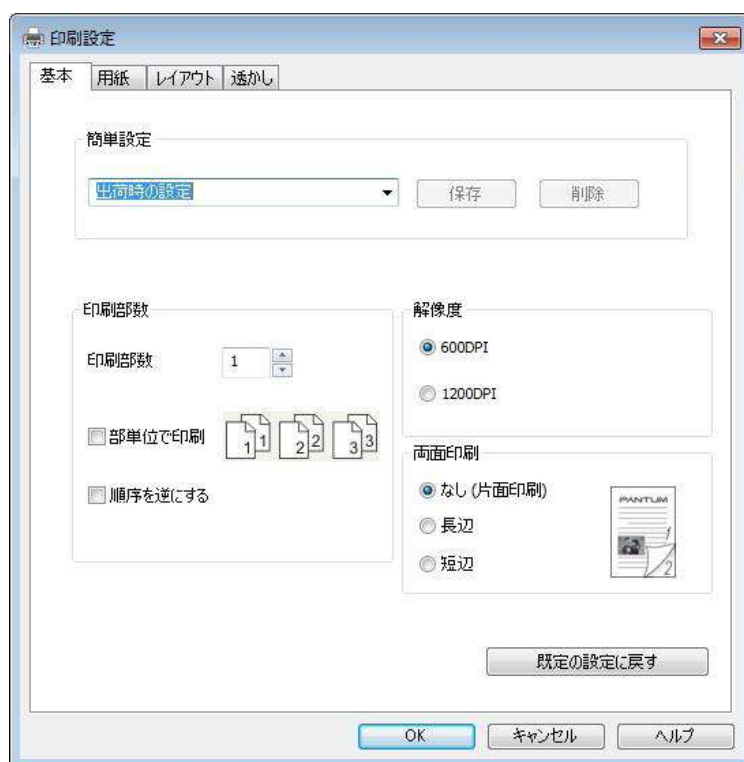 印刷設定
基本 用紙 レイアウト 透かし
簡単設定
出荷時の設定 保存 削除
印刷部数
印刷部数 1
部単位で印刷 1 1 2 2 3 3
順序を逆にする
解像度
600DPI
1200DPI
両面印刷
なし (片面印刷)
長辺
短辺
PANTUM
1
2
既定の設定に戻す
OK キャンセル ヘルプ